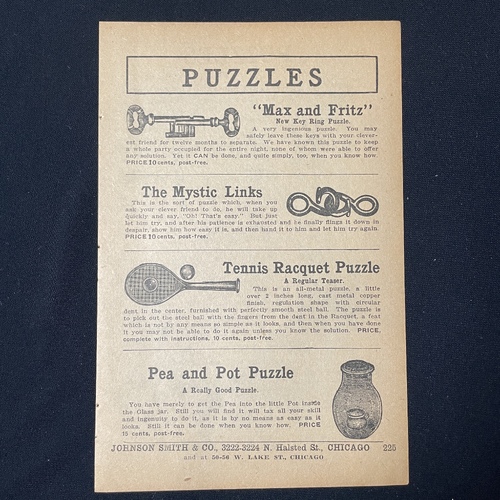 PUZZLES
"Max and Fritz"
New Key Ring Puzzle.
A very ingenious puzzle. You may
safely leave these keys with your clever-
est friend for twelve months to separate. We have known this puzzle to keep
a whole party occupied for the entire night, none of whom were able to offer
any solution. Yet it CAN be done, and quite simply, too, when you know how.
PRICE 10 cents, post-free.
The Mystic Links
This is the sort of puzzle which, when you
ask your clever friend to do, he will take up
quickly and say, "Oh! That's easy." But just
let him try, and after his patience is exhausted and he finally flings it down in
despair, show him how easy it is, and then hand it to him and let him try again
PRICE 10 cents, post-free.
Tennis Racquet Puzzle
A Regular Teaser.
This is an all-metal puzzle, a little
over 2 inches long, cast metal copper
finish, regulation shape with circular
dent in the center, furnished with perfectly smooth steel ball. The puzzle is
to pick out the steel ball with the fingers from the dent in the Racquet, a feat
which is not by any means so simple as it looks, and then when you have done
it you may not be able to do it again unless you know the solution. PRICE,
complete with instructions, 10 cents, post-free.
Pea and Pot Puzzle
A Really Good Puzzle.
You have merely to get the Pea into the little Pot inside
the Glass jar. Still you will find it will tax all your skill
and ingenuity to do it, as it is by no means as easy as it
looks. Still it can be done when you know how. PRICE
15 cents, post-free.
JOHNSON SMITH & CO., 3222-3224 N. Halsted St., CHICAGO 225
and at 50-56 W. LAKE ST., CHICAGO